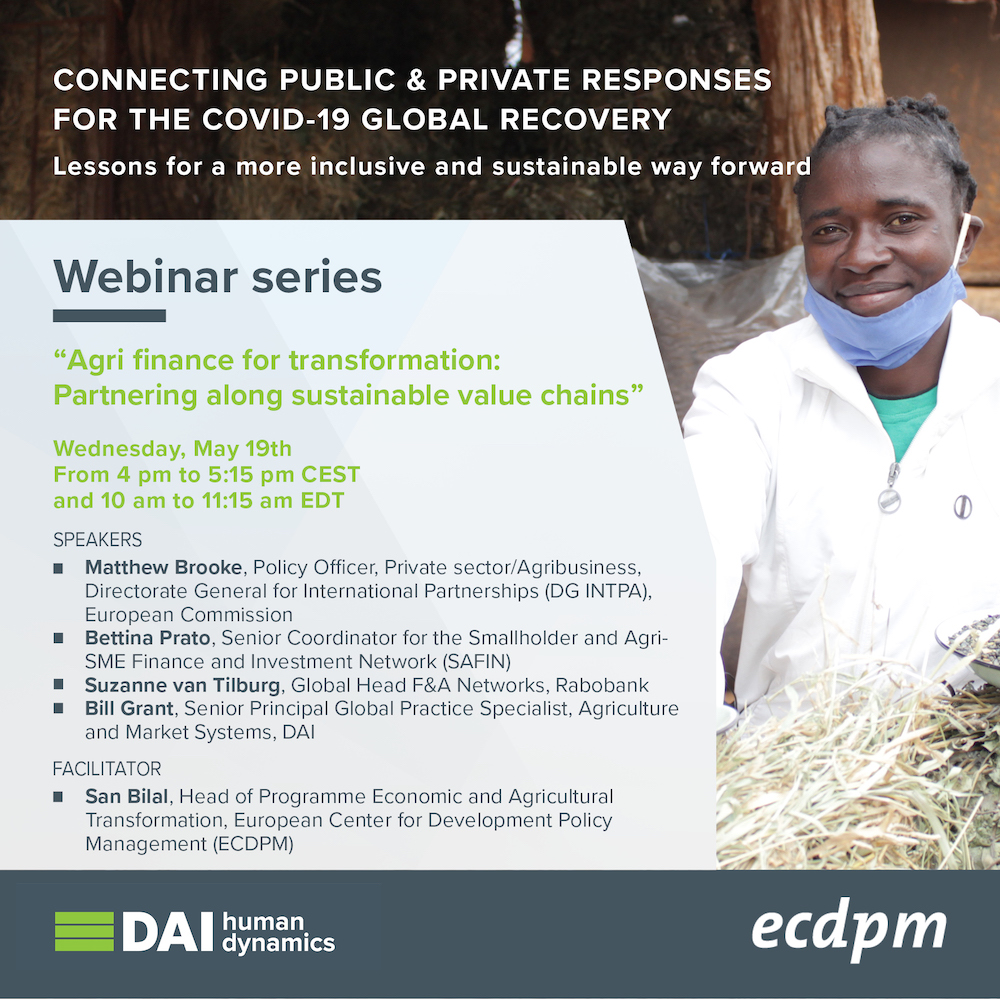 CONNECTING PUBLIC & PRIVATE RESPONSES
FOR THE COVID-19 GLOBAL RECOVERY
Lessons for a more inclusive and sustainable way forward
Webinar series
“Agri finance for transformation:
Partnering along sustainable value chains”
Wednesday, May 19th
From 4 pm to 5:15 pm CEST
and 10 am to 11:15 am EDT
SPEAKERS
Matthew Brooke, Policy Officer, Private sector/Agribusiness,
Directorate General for International Partnerships (DG INTPA),
European Commission
Bettina Prato, Senior Coordinator for the Smallholder and Agri-
SME Finance and Investment Network (SAFIN)
Suzanne van Tilburg, Global Head F&A Networks, Rabobank
Bill Grant, Senior Principal Global Practice Specialist, Agriculture
and Market Systems, DAI
FACILITATOR
San Bilal, Head of Programme Economic and Agricultural
Transformation, European Center for Development Policy
Management (ECDPM)
DAI human
dynamics
ecdpm